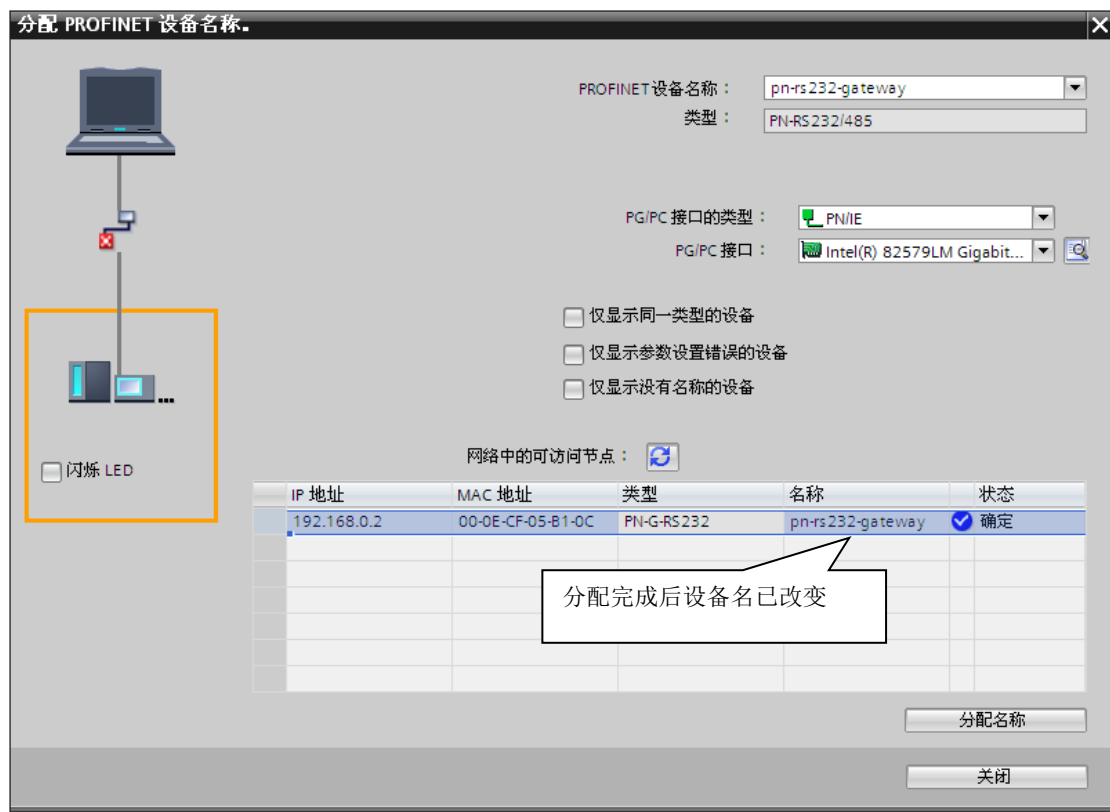 分配 PROFINET 设备名称.
PROFINET设备名称： pn-rs232-gateway
类型： PN-RS232/485
PG/PC 接口的类型： PN/IE
PG/PC 接口： Intel(R) 82579LM Gigabit...
仅显示同一类型的设备
仅显示参数设置错误的设备
仅显示没有名称的设备
...
闪烁 LED
网络中的可访问节点：
IP 地址 MAC 地址 类型 名称 状态
192.168.0.2 00-0E-CF-05-B1-0C PN-G-RS232 pn-rs232-gateway 确定
分配完成后设备名已改变
分配名称
关闭